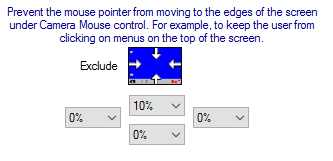 Prevent the mouse pointer from moving to the edges of the screen
under Camera Mouse control. For example, to keep the user from
clicking on menus on the top of the screen.
Exclude
10%
0%
0%
0%